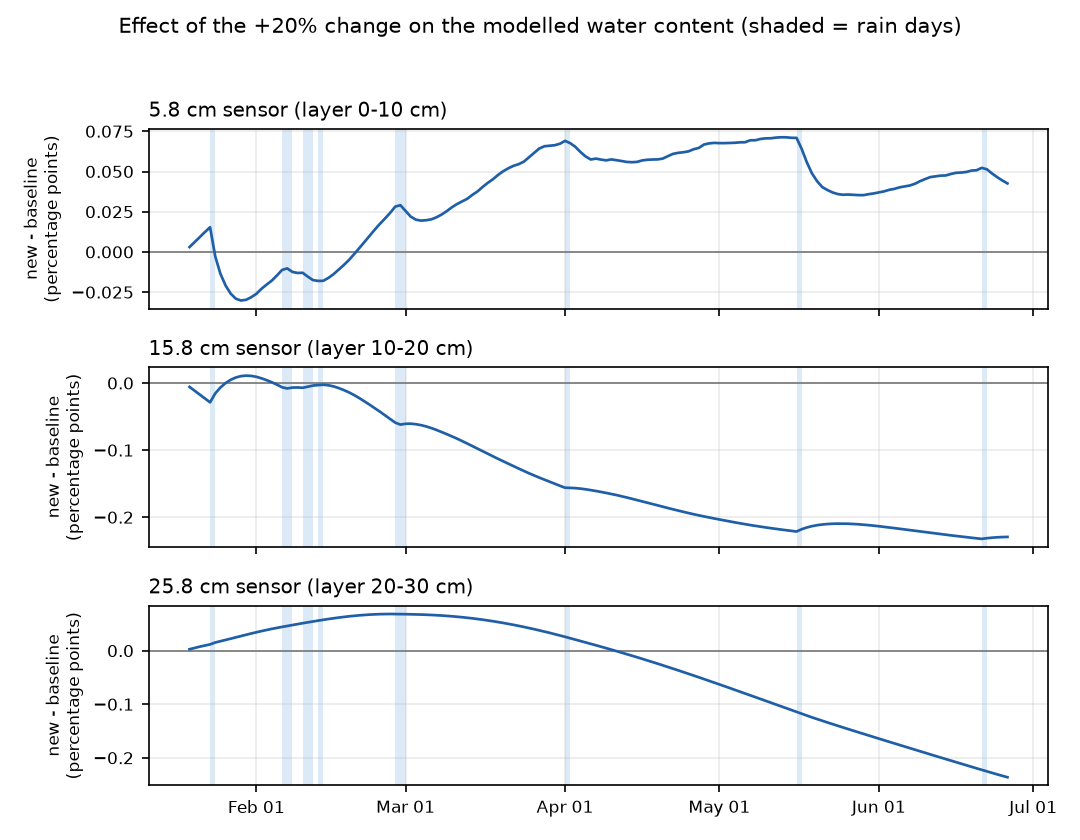 Effect of the +20% change on the modelled water content (shaded = rain days)
5.8 cm sensor (layer 0-10 cm)
new - baseline
(percentage points)
0.075
0.050
0.025
0.000
−0.025
15.8 cm sensor (layer 10-20 cm)
new - baseline
(percentage points)
0.0
−0.1
−0.2
25.8 cm sensor (layer 20-30 cm)
new - baseline
(percentage points)
0.0
−0.1
−0.2
Feb 01 Mar 01 Apr 01 May 01 Jun 01 Jul 01